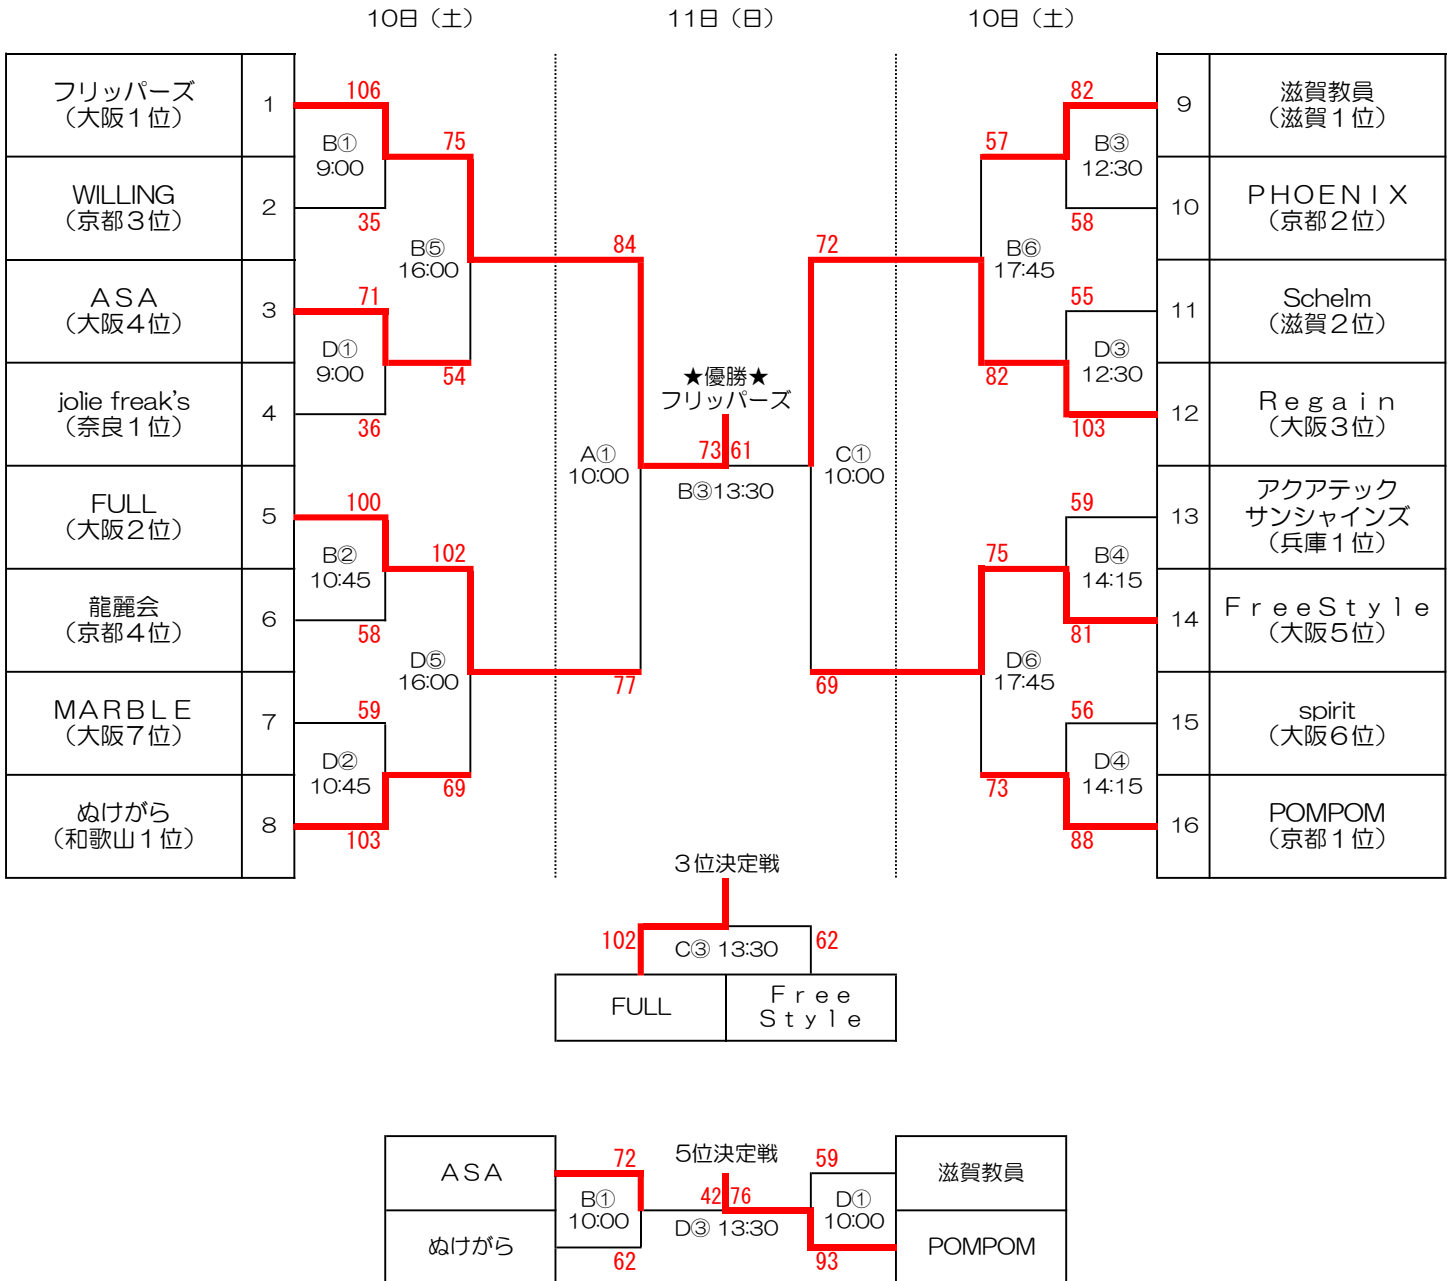 10日（土）
11日（日）
10日（土）
フリッパーズ
（大阪１位）
1
WILLING
（京都３位）
2
ＡＳＡ
（大阪４位）
3
jolie freak's
（奈良１位）
4
FULL
（大阪２位）
5
龍麗会
（京都４位）
6
ＭＡＲＢＬＥ
（大阪７位）
7
ぬけがら
（和歌山１位）
8
106
B①
9:00
35
71
D①
9:00
36
100
B②
10:45
58
59
D②
10:45
103
75
B⑤
16:00
54
102
D⑤
16:00
69
84
A①
10:00
77
★優勝★
フリッパーズ
73
61
B③13:30
72
C①
10:00
69
57
B⑥
17:45
82
75
D⑥
17:45
73
82
B③
12:30
58
55
D③
12:30
103
59
B④
14:15
81
56
D④
14:15
88
9
滋賀教員
（滋賀１位）
10
ＰＨＯＥＮＩＸ
（京都２位）
11
Schelm
（滋賀２位）
12
Ｒｅｇａｉｎ
（大阪３位）
13
アクアテック
サンシャインズ
（兵庫１位）
14
ＦｒｅｅＳｔｙｌｅ
（大阪５位）
15
spirit
（大阪６位）
16
POMPOM
（京都１位）
３位決定戦
102
C③ 13:30
62
FULL
Ｆｒｅｅ
Ｓｔｙｌｅ
ＡＳＡ
ぬけがら
72
B①
10:00
62
5位決定戦
42
76
D③ 13:30
59
D①
10:00
93
滋賀教員
POMPOM